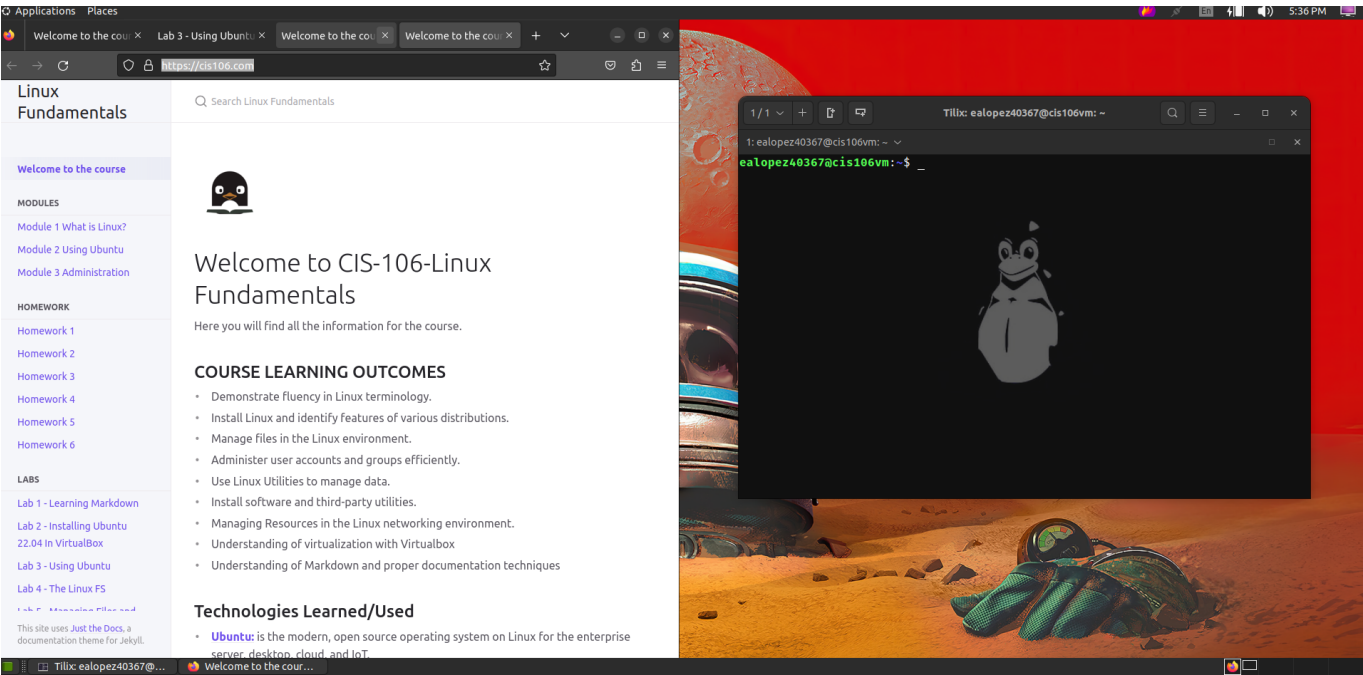 Applications Places
En
5:36 PM
Welcome to the cour
Lab 3 - Using Ubuntu
Welcome to the cou
Welcome to the cour
https://cis106.com
Linux
Fundamentals
Search Linux Fundamentals
Welcome to the course
MODULES
Module 1 What is Linux?
Module 2 Using Ubuntu
Module 3 Administration
HOMEWORK
Homework 1
Homework 2
Homework 3
Homework 4
Homework 5
Homework 6
LABS
Lab 1 - Learning Markdown
Lab 2 - Installing Ubuntu
22.04 In VirtualBox
Lab 3 - Using Ubuntu
Lab 4 - The Linux FS
Lab 5 - Managing Files and
This site uses Just the Docs, a
documentation theme for Jekyll.
Welcome to CIS-106-Linux
Fundamentals
Here you will find all the information for the course.
COURSE LEARNING OUTCOMES
• Demonstrate fluency in Linux terminology.
• Install Linux and identify features of various distributions.
• Manage files in the Linux environment.
• Administer user accounts and groups efficiently.
• Use Linux Utilities to manage data.
• Install software and third-party utilities.
• Managing Resources in the Linux networking environment.
• Understanding of virtualization with Virtualbox
• Understanding of Markdown and proper documentation techniques
Technologies Learned/Used
• Ubuntu: is the modern, open source operating system on Linux for the enterprise
server, desktop, cloud, and IoT.
1 / 1
Tilix: ealopez40367@cis106vm: ~
1: ealopez40367@cis106vm: ~
ealopez40367@cis106vm:~$ _
Tilix: ealopez40367@...
Welcome to the cour...